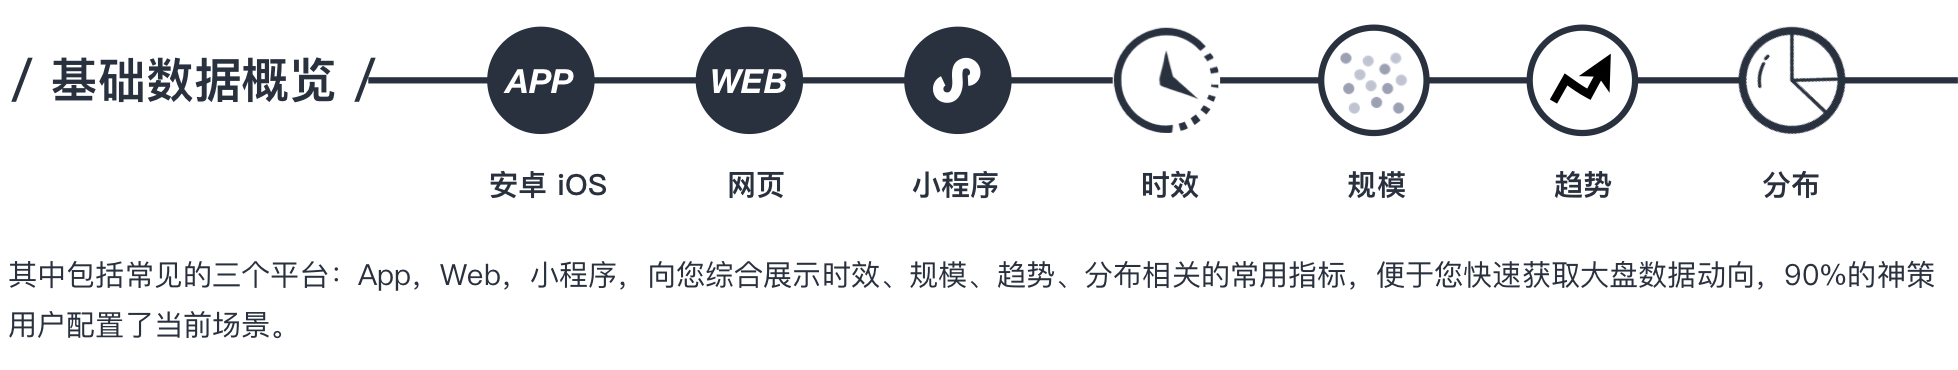 / 基础数据概览 /
APP WEB
安卓 iOS 网页 小程序 时效 规模 趋势 分布
其中包括常见的三个平台：App，Web，小程序，向您综合展示时效、规模、趋势、分布相关的常用指标，便于您快速获取大盘数据动向，90%的神策
用户配置了当前场景。